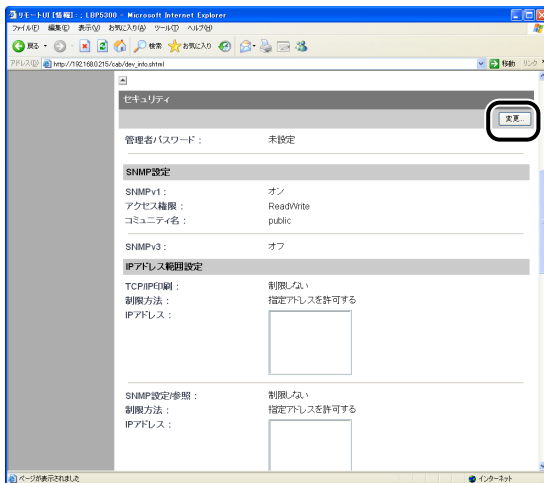 リモートUI [情報] : ; LBP5300 - Microsoft Internet Explorer
ファイル(F) 編集(E) 表示(V) お気に入り(A) ツール(T) ヘルプ(H)
戻る 検索 お気に入り
アドレス(D) http://192.168.0.215/cab/dev_info.shtml 移動 リンク
セキュリティ
変更...
管理者パスワード : 未設定
SNMP設定
SNMPv1 : オン
アクセス権限 : ReadWrite
コミュニティ名 : public
SNMPv3 : オフ
IPアドレス範囲設定
TCP/IP印刷 : 制限しない
制限方法 : 指定アドレスを許可する
IPアドレス :
SNMP設定/参照 : 制限しない
制限方法 : 指定アドレスを許可する
IPアドレス :
ページが表示されました インターネット